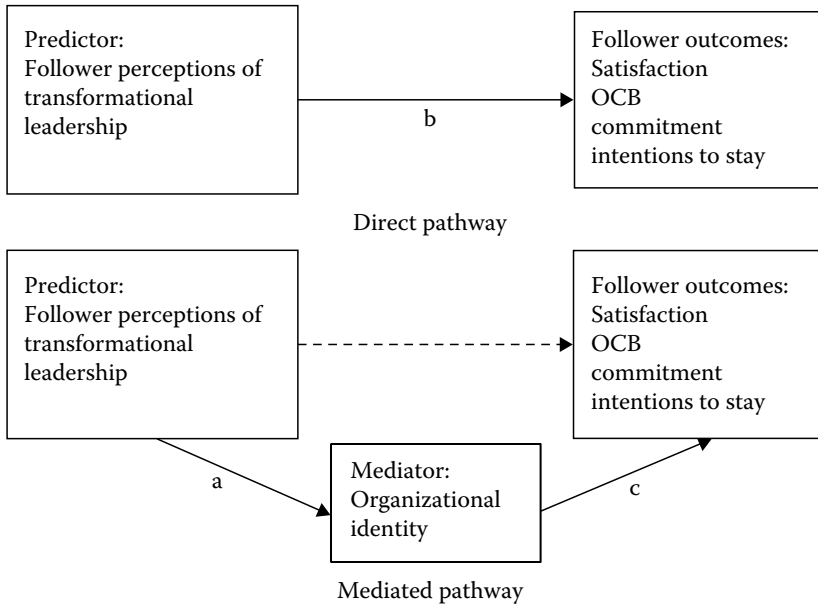 Predictor:
Follower perceptions of
transformational
leadership
b
Follower outcomes:
Satisfaction
OCB
commitment
intentions to stay
Direct pathway
Predictor:
Follower perceptions of
transformational
leadership
Follower outcomes:
Satisfaction
OCB
commitment
intentions to stay
a
Mediator:
Organizational
identity
c
Mediated pathway